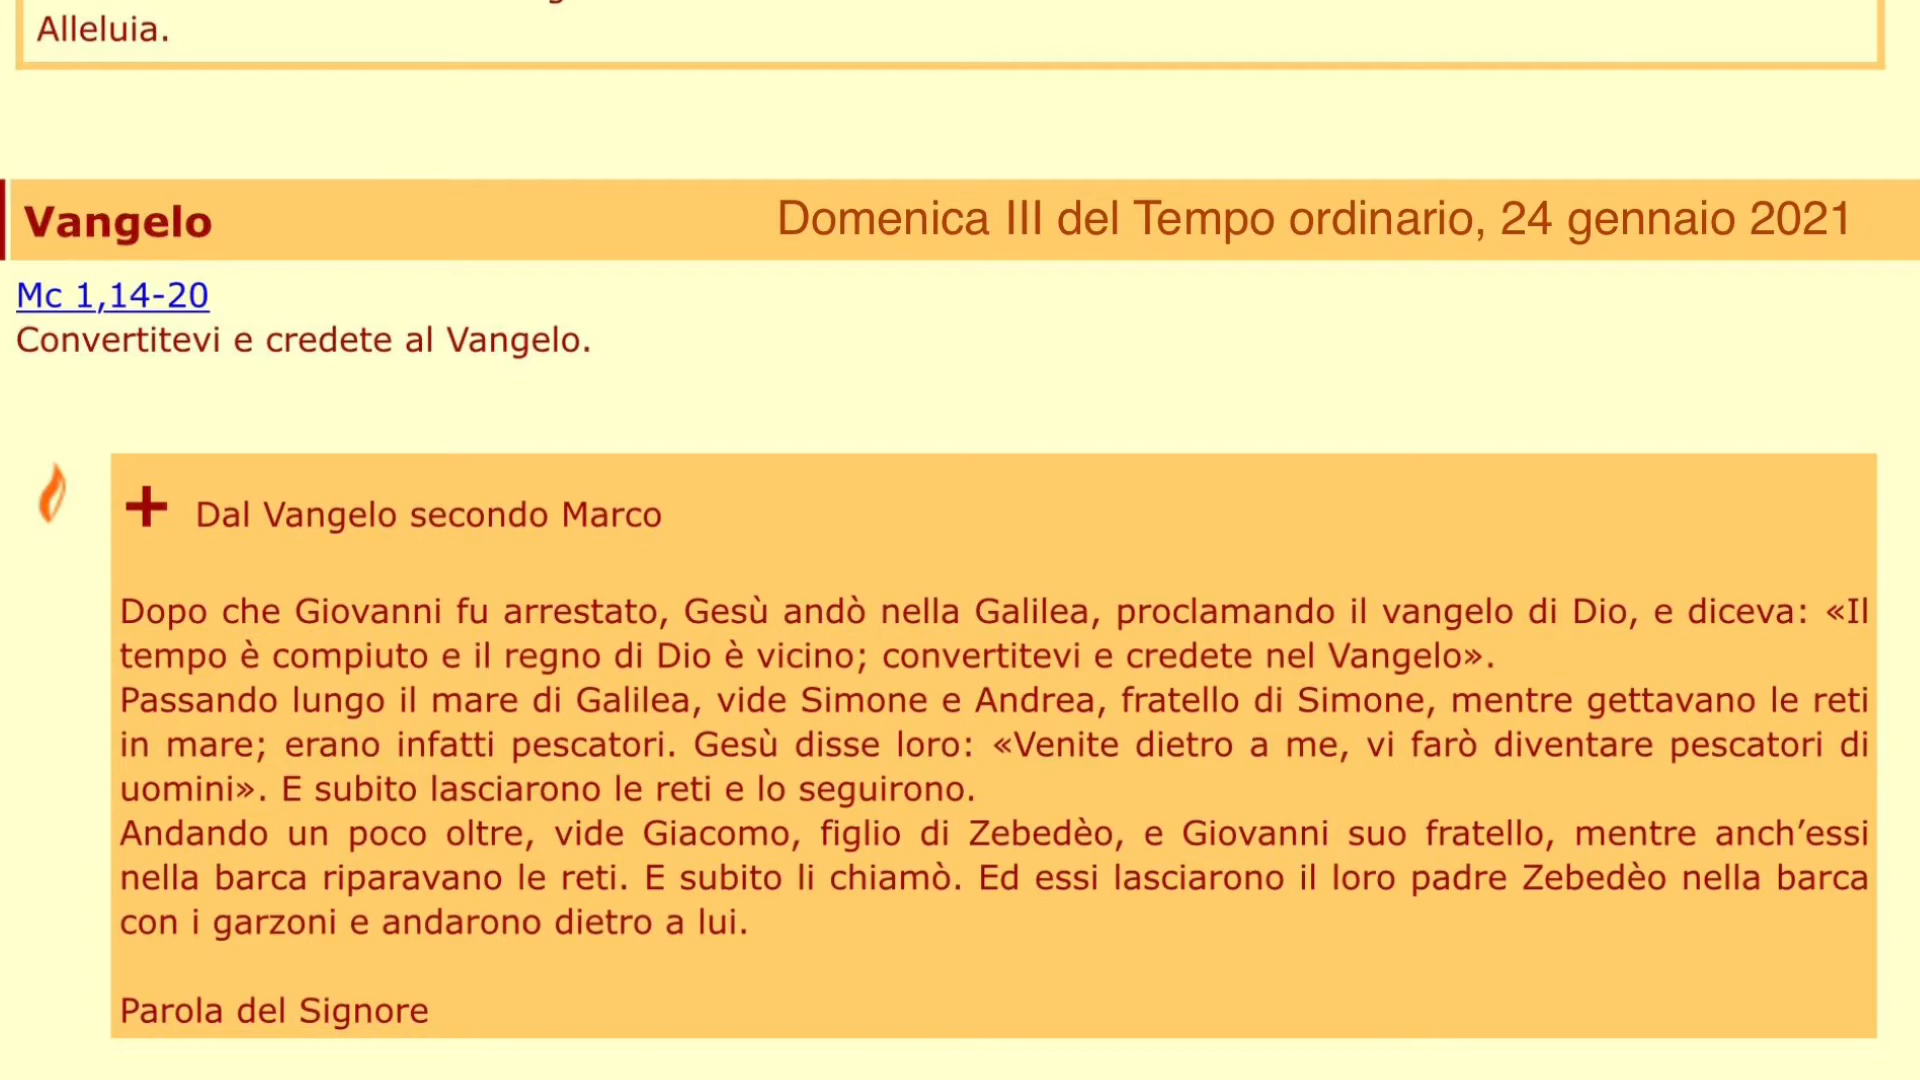 Alleluia.
Vangelo
Domenica III del Tempo ordinario, 24 gennaio 2021
Mc 1,14-20
Convertitevi e credete al Vangelo.
+ Dal Vangelo secondo Marco
Dopo che Giovanni fu arrestato, Gesù andò nella Galilea, proclamando il vangelo di Dio, e diceva: «Il
tempo è compiuto e il regno di Dio è vicino; convertitevi e credete nel Vangelo».
Passando lungo il mare di Galilea, vide Simone e Andrea, fratello di Simone, mentre gettavano le reti
in mare; erano infatti pescatori. Gesù disse loro: «Venite dietro a me, vi farò diventare pescatori di
uomini». E subito lasciarono le reti e lo seguirono.
Andando un poco oltre, vide Giacomo, figlio di Zebedèo, e Giovanni suo fratello, mentre anch’essi
nella barca riparavano le reti. E subito li chiamò. Ed essi lasciarono il loro padre Zebedèo nella barca
con i garzoni e andarono dietro a lui.
Parola del Signore